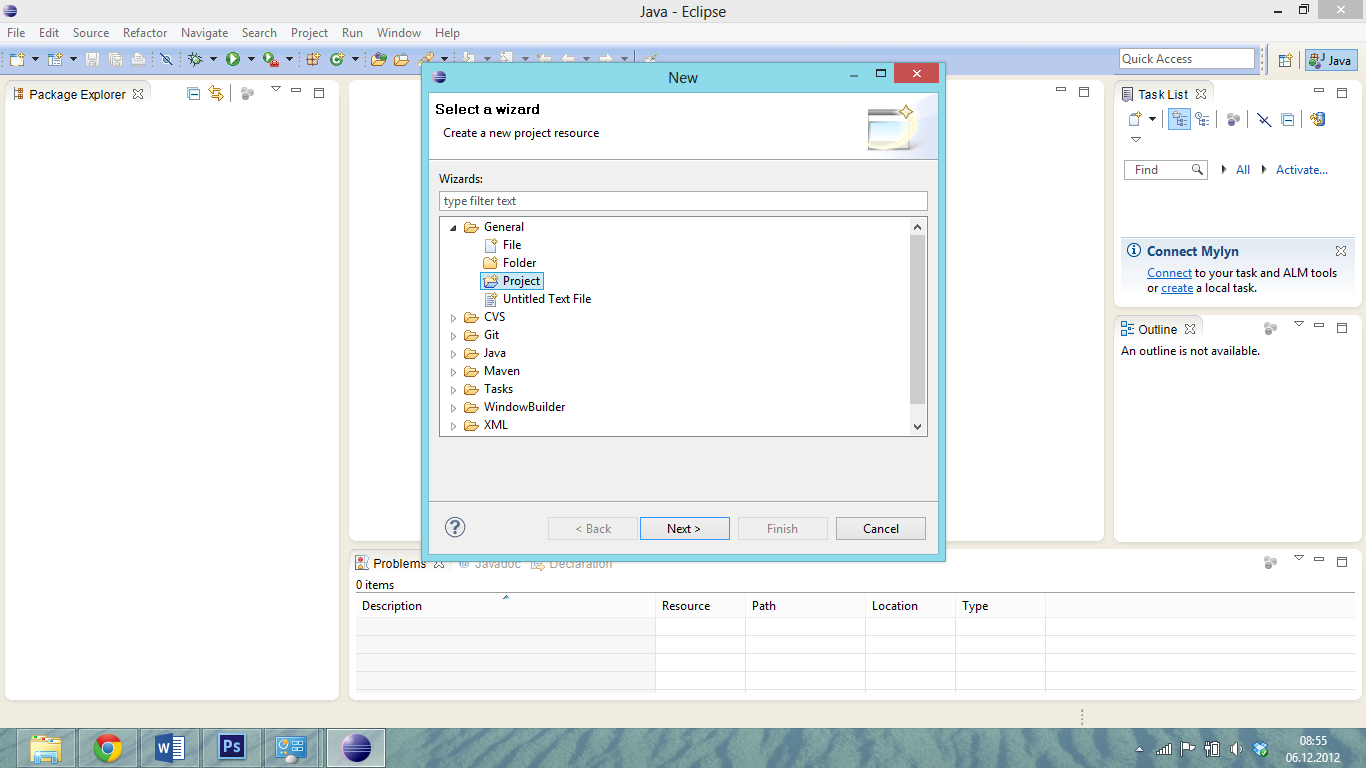 Java - Eclipse
File Edit Source Refactor Navigate Search Project Run Window Help
Quick Access
Java
Package Explorer
New
Select a wizard
Create a new project resource
Wizards:
type filter text
General
File
Folder
Project
Untitled Text File
CVS
Git
Java
Maven
Tasks
WindowBuilder
XML
< Back Next > Finish Cancel
Task List
Find All Activate...
Connect Mylyn
Connect to your task and ALM tools
or create a local task.
Outline
An outline is not available.
Problems @ Javadoc Declaration
0 items
Description Resource Path Location Type
W Ps
08:55
06.12.2012